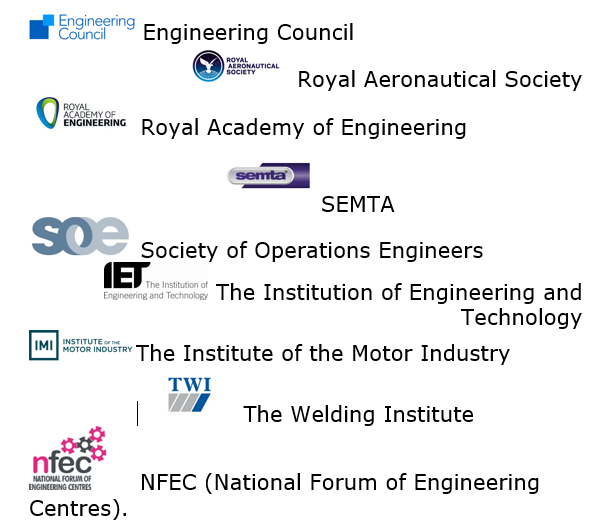 Engineering
Council
Engineering Council
ROYAL
AERONAUTICAL
SOCIETY
Royal Aeronautical Society
ROYAL
ACADEMY OF
ENGINEERING
Royal Academy of Engineering
semta
SEMTA
soe
Society of Operations Engineers
IET The Institution of
Engineering and Technology
The Institution of Engineering and
Technology
IMI
INSTITUTE OF THE
MOTOR INDUSTRY
The Institute of the Motor Industry
TWI
The Welding Institute
nfec
NATIONAL FORUM OF
ENGINEERING CENTRES
NFEC (National Forum of Engineering
Centres).